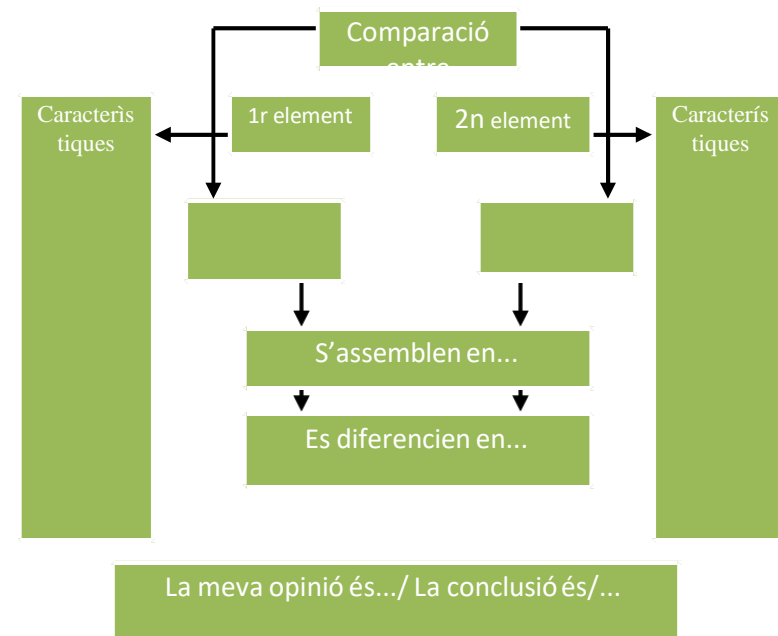 Comparació
entre
Caracterìs
tiques
1r element
2n element
Caracterís
tiques
S’assemblen en...
Es diferencien en...
La meva opinió és.../ La conclusió és/...